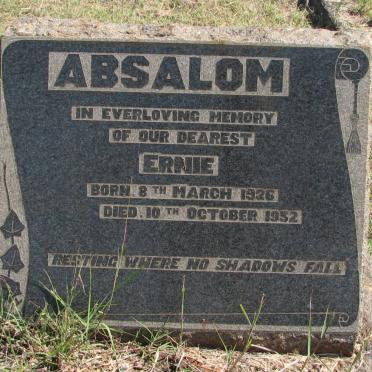 ABSALOM
IN EVERLOVING MEMORY
OF OUR DEAREST
ERNIE
BORN. 8TH MARCH 1926
DIED. 10TH OCTOBER 1952
RESTING WHERE NO SHADOWS FALL